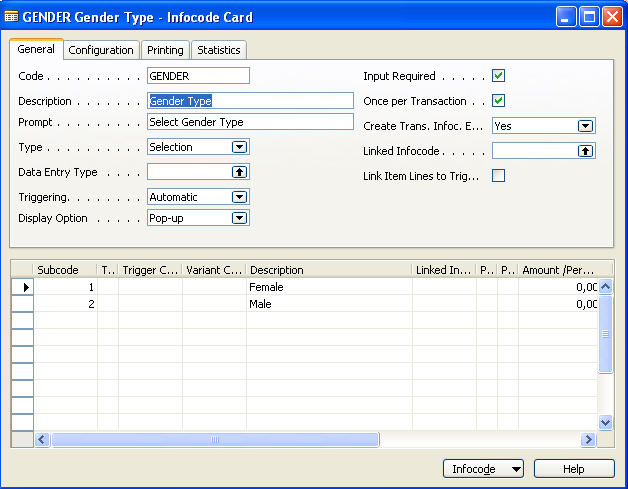 GENDER Gender Type - Infocode Card
General Configuration Printing Statistics
Code . . . . . . . . . . GENDER Input Required . . . . . 
Description . . . . . . . Gender Type Once per Transaction . .
Prompt . . . . . . . . . Select Gender Type Create Trans. Infoc. E... Yes
Type . . . . . . . . . . Selection Linked Infocode . . . . .
Data Entry Type . . . . Link Item Lines to Trig...
Triggering. . . . . . . . Automatic
Display Option . . . . . Pop-up
Subcode T.. Trigger C... Variant C... Description Linked In... P.. P.. Amount /Per...
1 Female 0,00
2 Male 0,00
Infocode Help